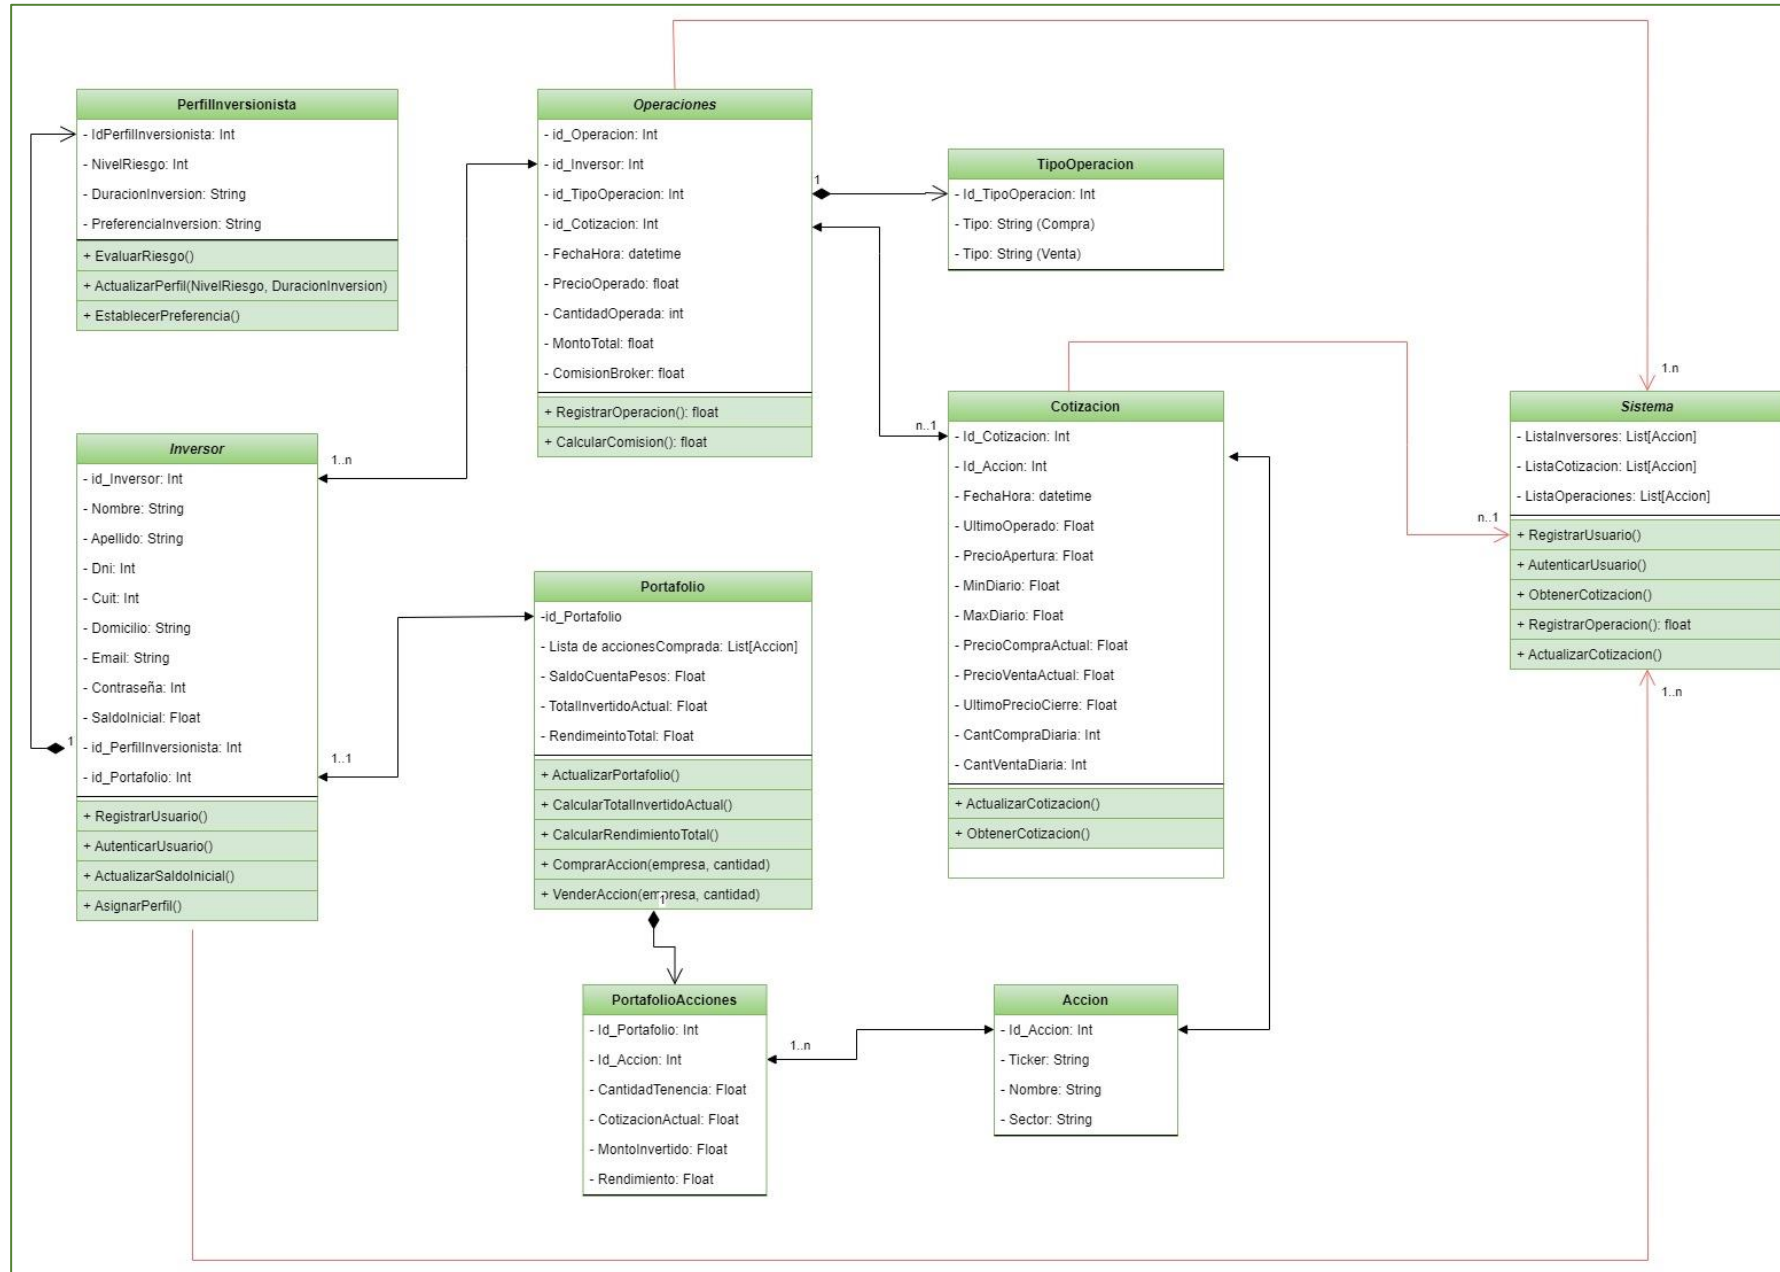 PerfilInversionista
- IdPerfilInversionista: Int
- NivelRiesgo: Int
- DuracionInversion: String
- PreferenciaInversion: String
+ EvaluarRiesgo()
+ ActualizarPerfil(NivelRiesgo, DuracionInversion)
+ EstablecerPreferencia()
Operaciones
- id_Operacion: Int
- id_Inversor: Int
- id_TipoOperacion: Int
- id_Cotizacion: Int
- FechaHora: datetime
- PrecioOperado: float
- CantidadOperada: int
- MontoTotal: float
- ComisionBroker: float
+ RegistrarOperacion(): float
+ CalcularComision(): float
1
TipoOperacion
- Id_TipoOperacion: Int
- Tipo: String (Compra)
- Tipo: String (Venta)
Inversor
- id_Inversor: Int
- Nombre: String
- Apellido: String
- Dni: Int
- Cuit: Int
- Domicilio: String
- Email: String
- Contraseña: Int
- SaldoInicial: Float
- id_PerfilInversionista: Int
- id_Portafolio: Int
+ RegistrarUsuario()
+ AutenticarUsuario()
+ ActualizarSaldoInicial()
+ AsignarPerfil()
1
1..n
1..1
Portafolio
-id_Portafolio
- Lista de accionesComprada: List[Accion]
- SaldoCuentaPesos: Float
- TotalInvertidoActual: Float
- RendimeintoTotal: Float
+ ActualizarPortafolio()
+ CalcularTotalInvertidoActual()
+ CalcularRendimientoTotal()
+ ComprarAccion(empresa, cantidad)
+ VenderAccion(empresa, cantidad)
1
n..1
Cotizacion
- Id_Cotizacion: Int
- Id_Accion: Int
- FechaHora: datetime
- UltimoOperado: Float
- PrecioApertura: Float
- MinDiario: Float
- MaxDiario: Float
- PrecioCompraActual: Float
- PrecioVentaActual: Float
- UltimoPrecioCierre: Float
- CantCompraDiaria: Int
- CantVentaDiaria: Int
+ ActualizarCotizacion()
+ ObtenerCotizacion()
1.n
Sistema
- ListaInversores: List[Accion]
- ListaCotizacion: List[Accion]
- ListaOperaciones: List[Accion]
n..1
+ RegistrarUsuario()
+ AutenticarUsuario()
+ ObtenerCotizacion()
+ RegistrarOperacion(): float
+ ActualizarCotizacion()
1..n
PortafolioAcciones
- Id_Portafolio: Int
- Id_Accion: Int
- CantidadTenencia: Float
- CotizacionActual: Float
- MontoInvertido: Float
- Rendimiento: Float
1..n
Accion
- Id_Accion: Int
- Ticker: String
- Nombre: String
- Sector: String